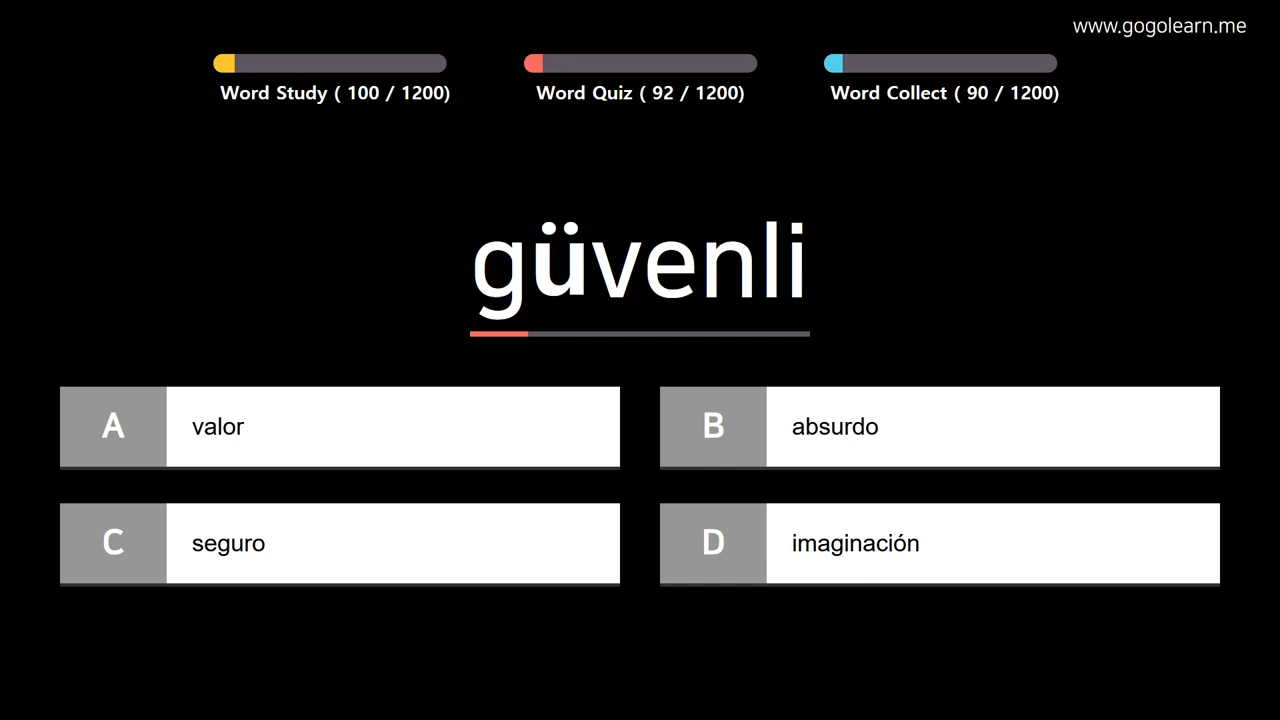 www.gogolearn.me
Word Study ( 100 / 1200)
Word Quiz ( 92 / 1200)
Word Collect ( 90 / 1200)
güvenli
A valor
B absurdo
C seguro
D imaginación